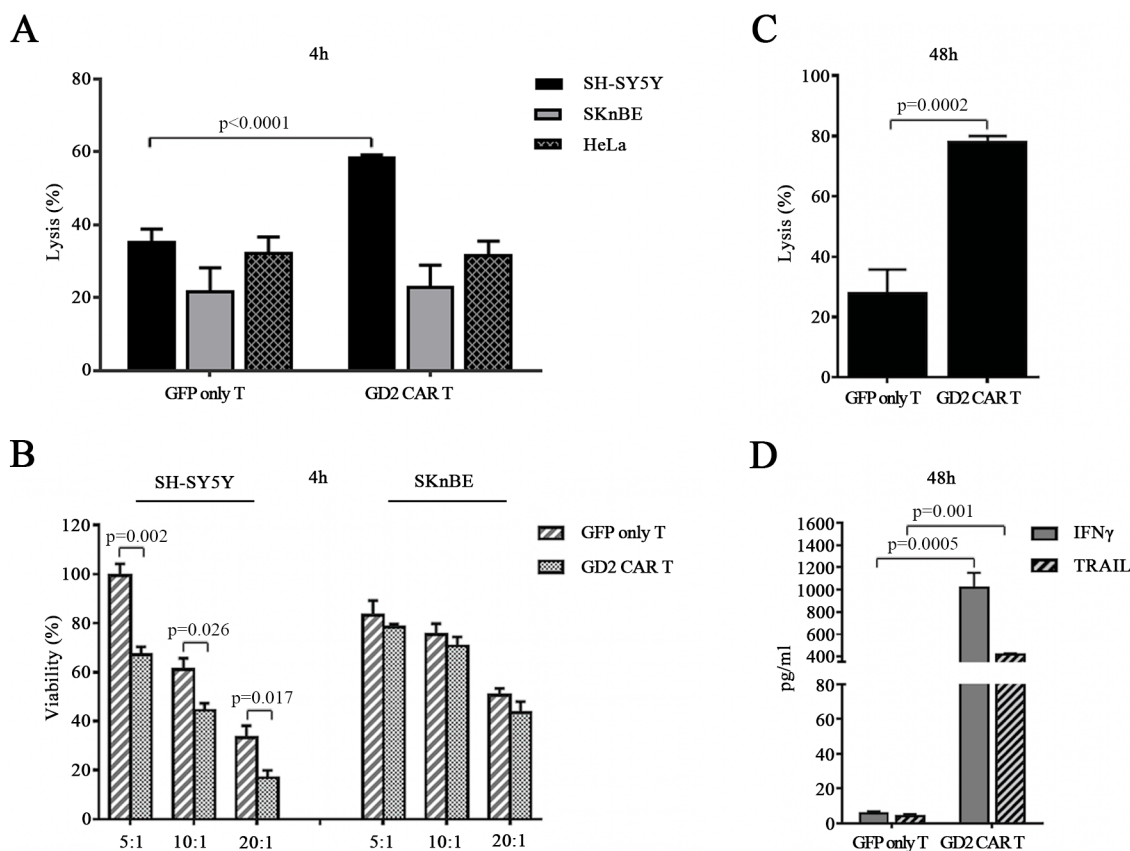 A
4h
80
60
40
20
0
Lysis (%)
p<0.0001
SH-SY5Y
SKnBE
HeLa
GFP only T
GD2 CAR T
C
48h
100
80
60
40
20
0
Lysis (%)
p=0.0002
GFP only T
GD2 CAR T
B
SH-SY5Y
4h
SKnBE
120
100
80
60
40
20
0
Viability (%)
p=0.002
p=0.026
p=0.017
GFP only T
GD2 CAR T
5:1
10:1
20:1
5:1
10:1
20:1
D
48h
1600
1400
1200
1000
800
600
400
80
60
40
20
0
pg/ml
p=0.001
p=0.0005
IFNγ
TRAIL
GFP only T
GD2 CAR T